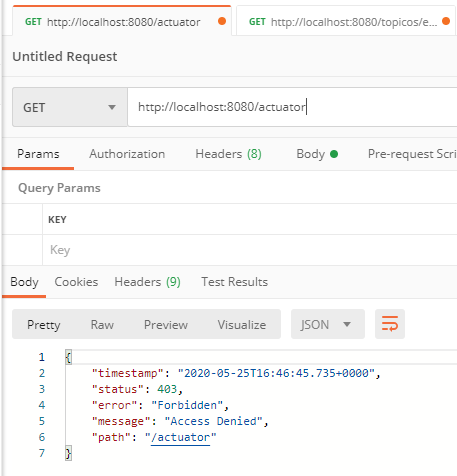 GET http://localhost:8080/actuator GET http://localhost:8080/topicos/e...
Untitled Request
GET http://localhost:8080/actuator
Params Authorization Headers (8) Body Pre-request Scri
Query Params
KEY
Key
Body Cookies Headers (9) Test Results
Pretty Raw Preview Visualize JSON
1 {
2 "timestamp": "2020-05-25T16:46:45.735+0000",
3 "status": 403,
4 "error": "Forbidden",
5 "message": "Access Denied",
6 "path": "/actuator"
7 }